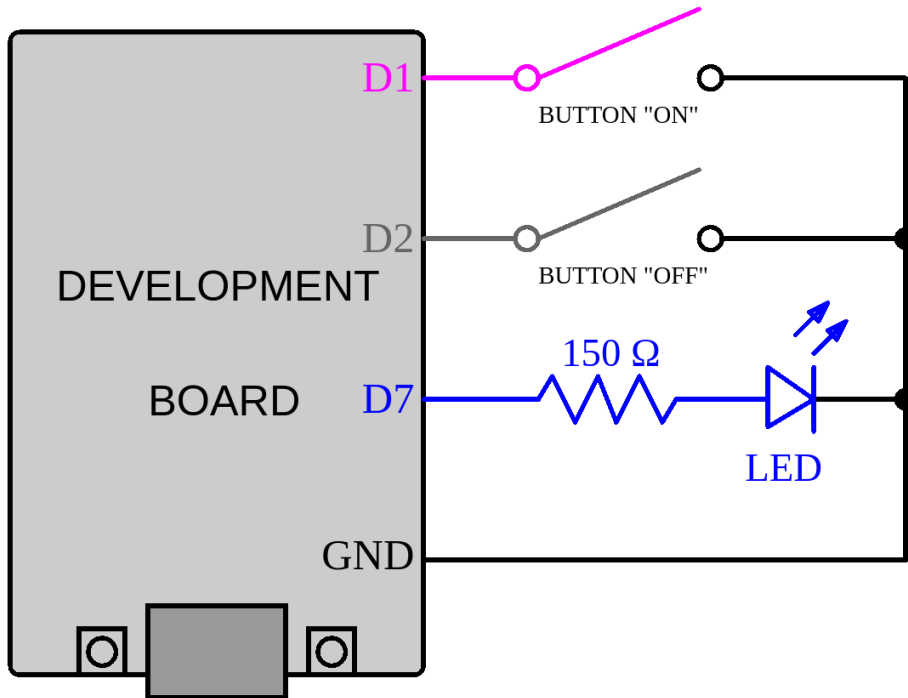 D1
BUTTON "ON"
D2
BUTTON "OFF"
DEVELOPMENT
BOARD
D7
150 Ω
LED
GND